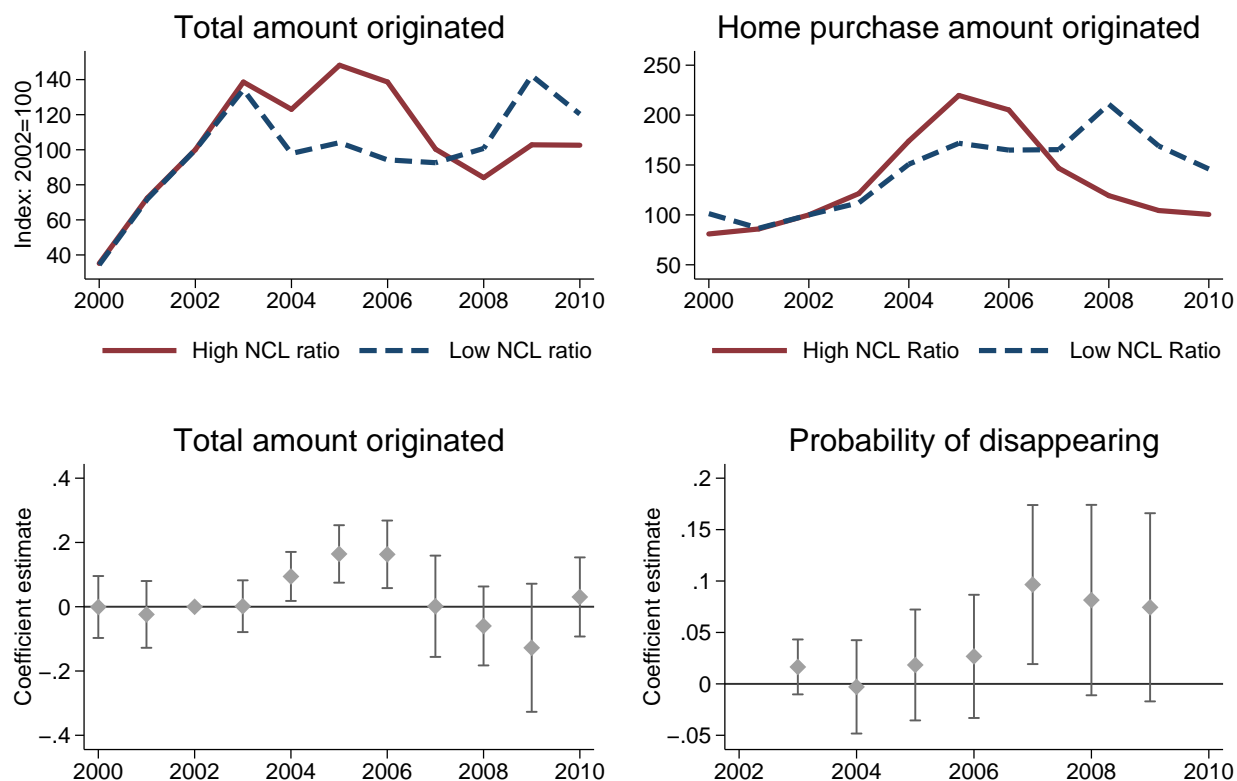 Total amount originated
Index: 2002=100
140
120
100
80
60
40
2000 2002 2004 2006 2008 2010
High NCL ratio Low NCL ratio
Home purchase amount originated
250
200
150
100
50
2000 2002 2004 2006 2008 2010
High NCL Ratio Low NCL Ratio
Total amount originated
Coefficient estimate
.4
.2
0
-.2
-.4
2000 2002 2004 2006 2008 2010
Probability of disappearing
Coefficient estimate
.2
.15
.1
.05
0
-.05
2002 2004 2006 2008 2010